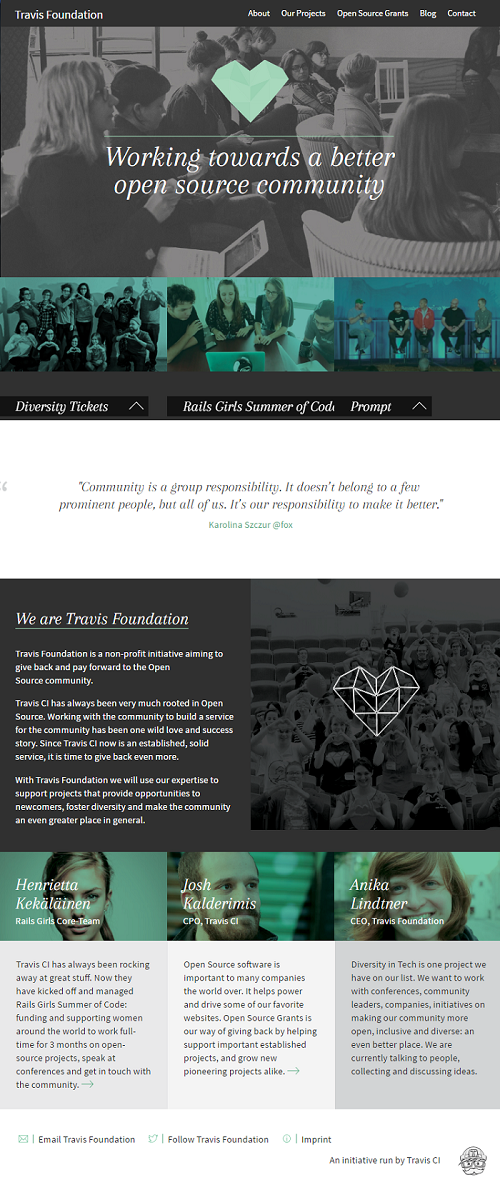 Travis Foundation
About Our Projects Open Source Grants Blog Contact
Working towards a better
open source community
Diversity Tickets
Rails Girls Summer of Code
Prompt
"Community is a group responsibility. It doesn't belong to a few
prominent people, but all of us. It's our responsibility to make it better."
Karolina Szczur @fox
We are Travis Foundation
Travis Foundation is a non-profit initiative aiming to
give back and pay forward to the Open
Source community.
Travis CI has always been very much rooted in Open
Source. Working with the community to build a service
for the community has been one wild love and success
story. Since Travis CI now is an established, solid
service, it is time to give back even more.
With Travis Foundation we will use our expertise to
support projects that provide opportunities to
newcomers, foster diversity and make the community
an even greater place in general.
Henrietta
Kekäläinen
Rails Girls Core-Team
Josh
Kalderimis
CPO, Travis CI
Anika
Lindtner
CEO, Travis Foundation
Travis CI has always been rocking
away at great stuff. Now they
have kicked off and managed
Rails Girls Summer of Code:
funding and supporting women
around the world to work full-
time for 3 months on open-
source projects, speak at
conferences and get in touch with
the community.
Open Source software is
important to many companies
the world over. It helps power
and drive some of our favorite
websites. Open Source Grants is
our way of giving back by helping
support important established
projects, and grow new
pioneering projects alike.
Diversity in Tech is one project we
have on our list. We want to work
with conferences, community
leaders, companies, initiatives on
making our community more
open, inclusive and diverse: an
even better place. We are
currently talking to people,
collecting and discussing ideas.
Email Travis Foundation
Follow Travis Foundation
Imprint
An initiative run by Travis CI